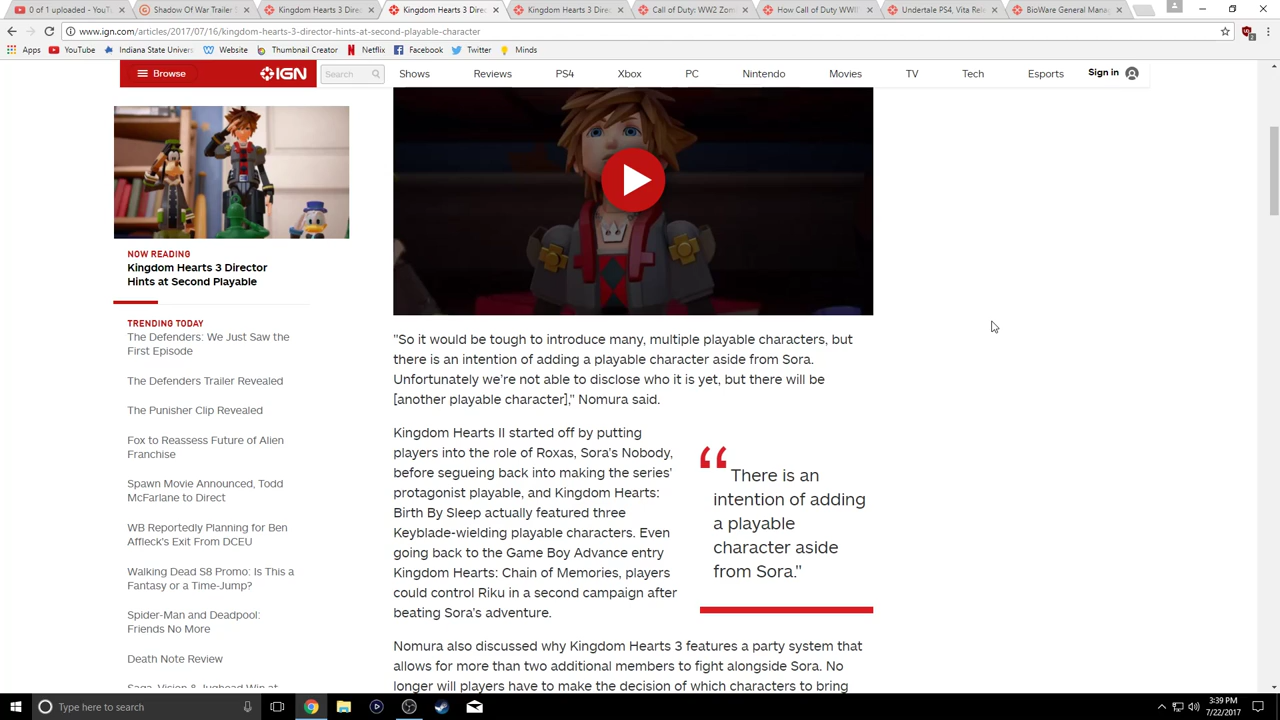 0 of 1 uploaded - YouT
Shadow Of War Trailer
Kingdom Hearts 3 Direc
Kingdom Hearts 3 Direc
Kingdom Hearts 3 Direc
Call of Duty: WW2 Zom
How Call of Duty WWII
Undertale PS4, Vita Rele
BioWare General Mana
www.ign.com/articles/2017/07/16/kingdom-hearts-3-director-hints-at-second-playable-character
Apps YouTube Indiana State Univers Website Thumbnail Creator Netflix Facebook Twitter Minds
Browse IGN Search Shows Reviews PS4 Xbox PC Nintendo Movies TV Tech Esports Sign in
NOW READING
Kingdom Hearts 3 Director
Hints at Second Playable
TRENDING TODAY
The Defenders: We Just Saw the
First Episode
The Defenders Trailer Revealed
The Punisher Clip Revealed
Fox to Reassess Future of Alien
Franchise
Spawn Movie Announced, Todd
McFarlane to Direct
WB Reportedly Planning for Ben
Affleck's Exit From DCEU
Walking Dead S8 Promo: Is This a
Fantasy or a Time-Jump?
Spider-Man and Deadpool:
Friends No More
Death Note Review
Saga, Vision & Jughead Win at
"So it would be tough to introduce many, multiple playable characters, but
there is an intention of adding a playable character aside from Sora.
Unfortunately we're not able to disclose who it is yet, but there will be
[another playable character]," Nomura said.
Kingdom Hearts II started off by putting
players into the role of Roxas, Sora's Nobody,
before segueing back into making the series'
protagonist playable, and Kingdom Hearts:
Birth By Sleep actually featured three
Keyblade-wielding playable characters. Even
going back to the Game Boy Advance entry
Kingdom Hearts: Chain of Memories, players
could control Riku in a second campaign after
beating Sora's adventure.
“ There is an
intention of adding
a playable
character aside
from Sora."
Nomura also discussed why Kingdom Hearts 3 features a party system that
allows for more than two additional members to fight alongside Sora. No
longer will players have to make the decision of which characters to bring
Type here to search
3:39 PM
7/22/2017